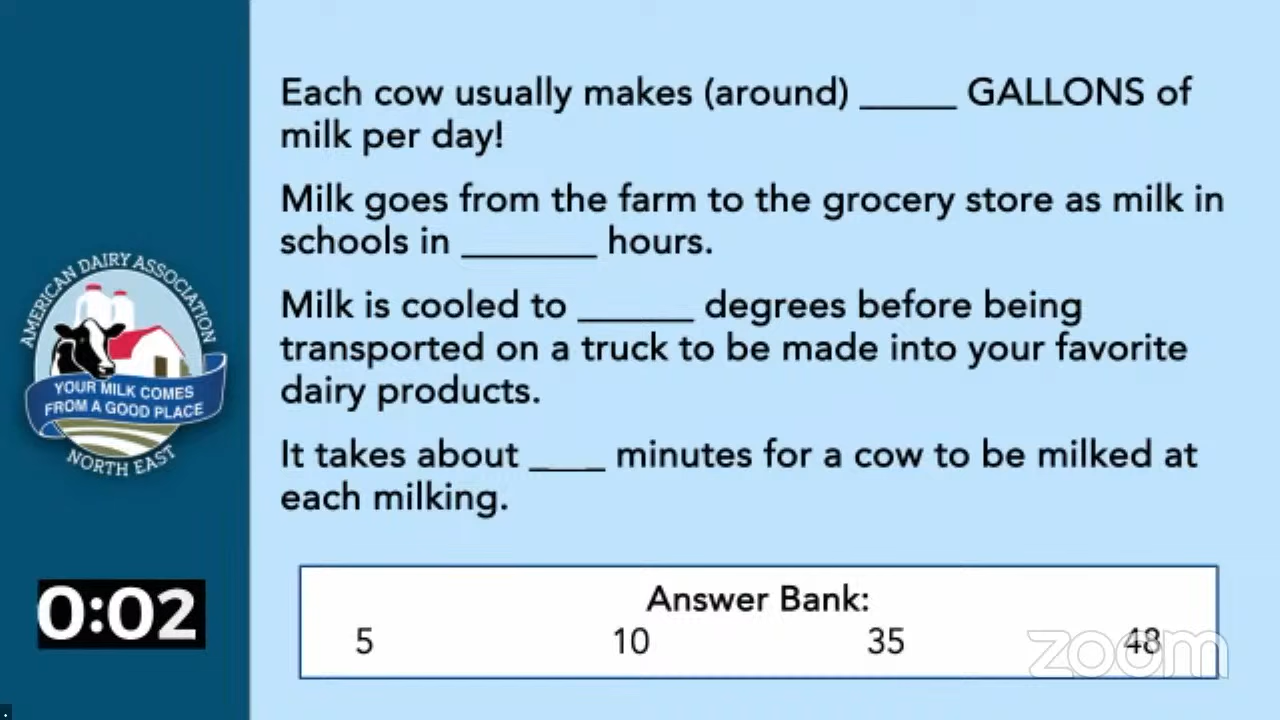 Each cow usually makes (around) _____ GALLONS of
milk per day!
Milk goes from the farm to the grocery store as milk in
schools in _______ hours.
Milk is cooled to ______ degrees before being
transported on a truck to be made into your favorite
dairy products.
It takes about ____ minutes for a cow to be milked at
each milking.
AMERICAN DAIRY ASSOCIATION
YOUR MILK COMES
FROM A GOOD PLACE
NORTH EAST
0:02
Answer Bank:
5 10 35 48
zoom